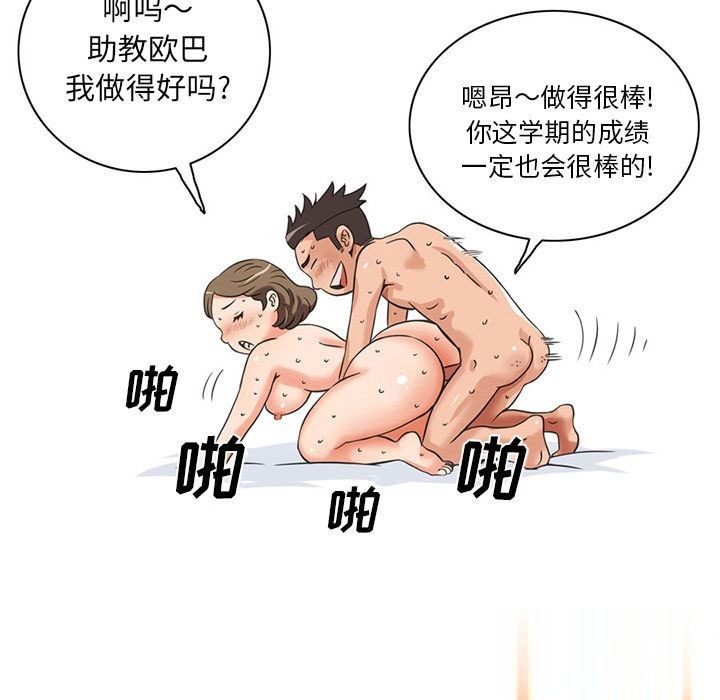 啊呜～
助教欧巴
我做得好吗?
嗯昂～做得很棒!
你这学期的成绩
一定也会很棒的!
啪
啪
啪
啪